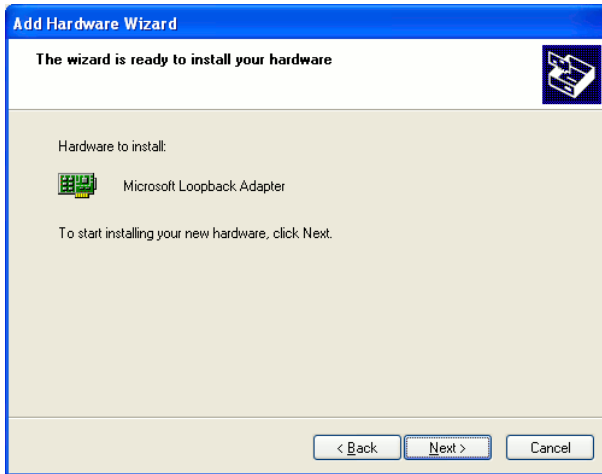 Add Hardware Wizard
The wizard is ready to install your hardware
Hardware to install:
Microsoft Loopback Adapter
To start installing your new hardware, click Next.
< Back
Next >
Cancel